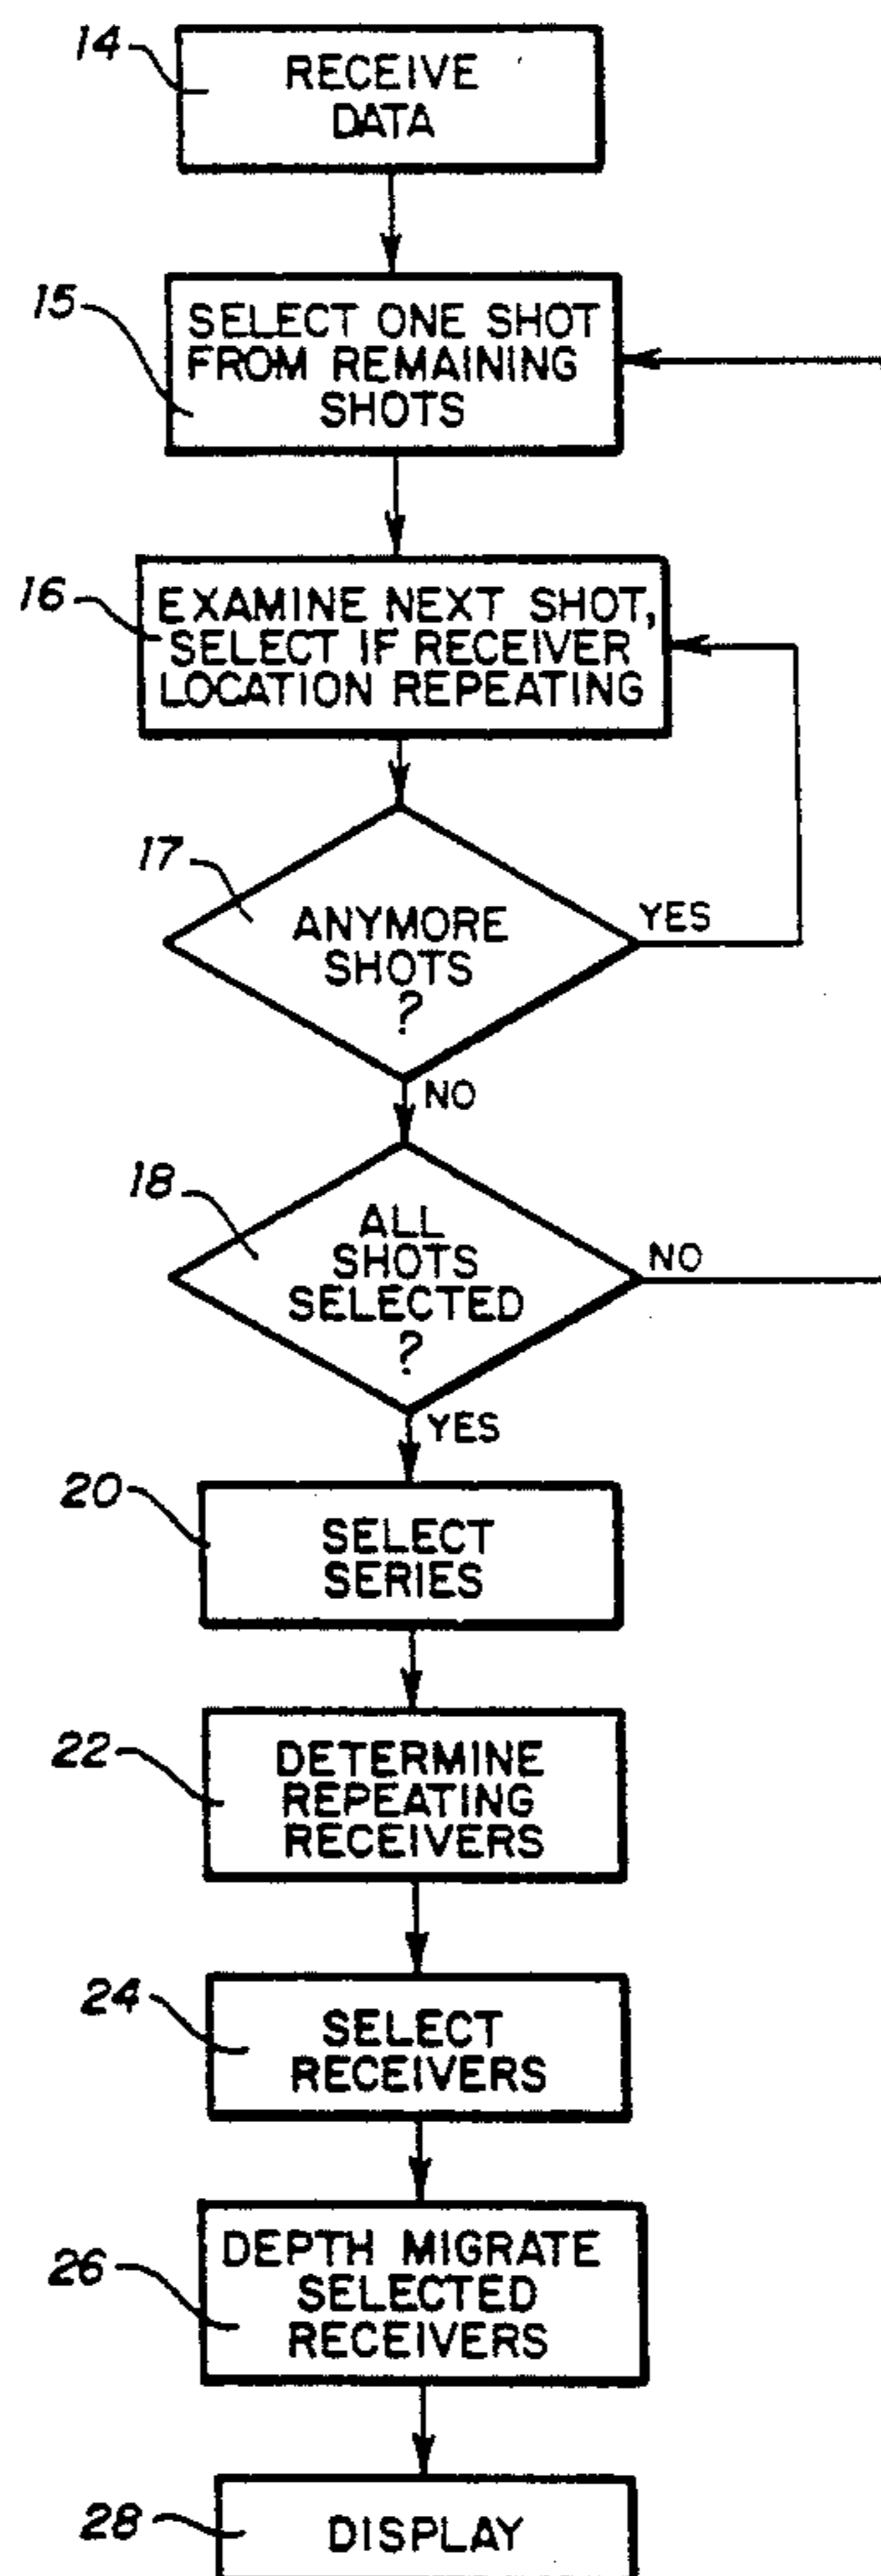 14
RECEIVE
DATA
15
SELECT ONE SHOT
FROM REMAINING
SHOTS
16
EXAMINE NEXT SHOT,
SELECT IF RECEIVER
LOCATION REPEATING
17
ANYMORE
SHOTS
?
YES
NO
18
ALL
SHOTS
SELECTED
?
NO
YES
20
SELECT
SERIES
22
DETERMINE
REPEATING
RECEIVERS
24
SELECT
RECEIVERS
26
DEPTH MIGRATE
SELECTED
RECEIVERS
28
DISPLAY